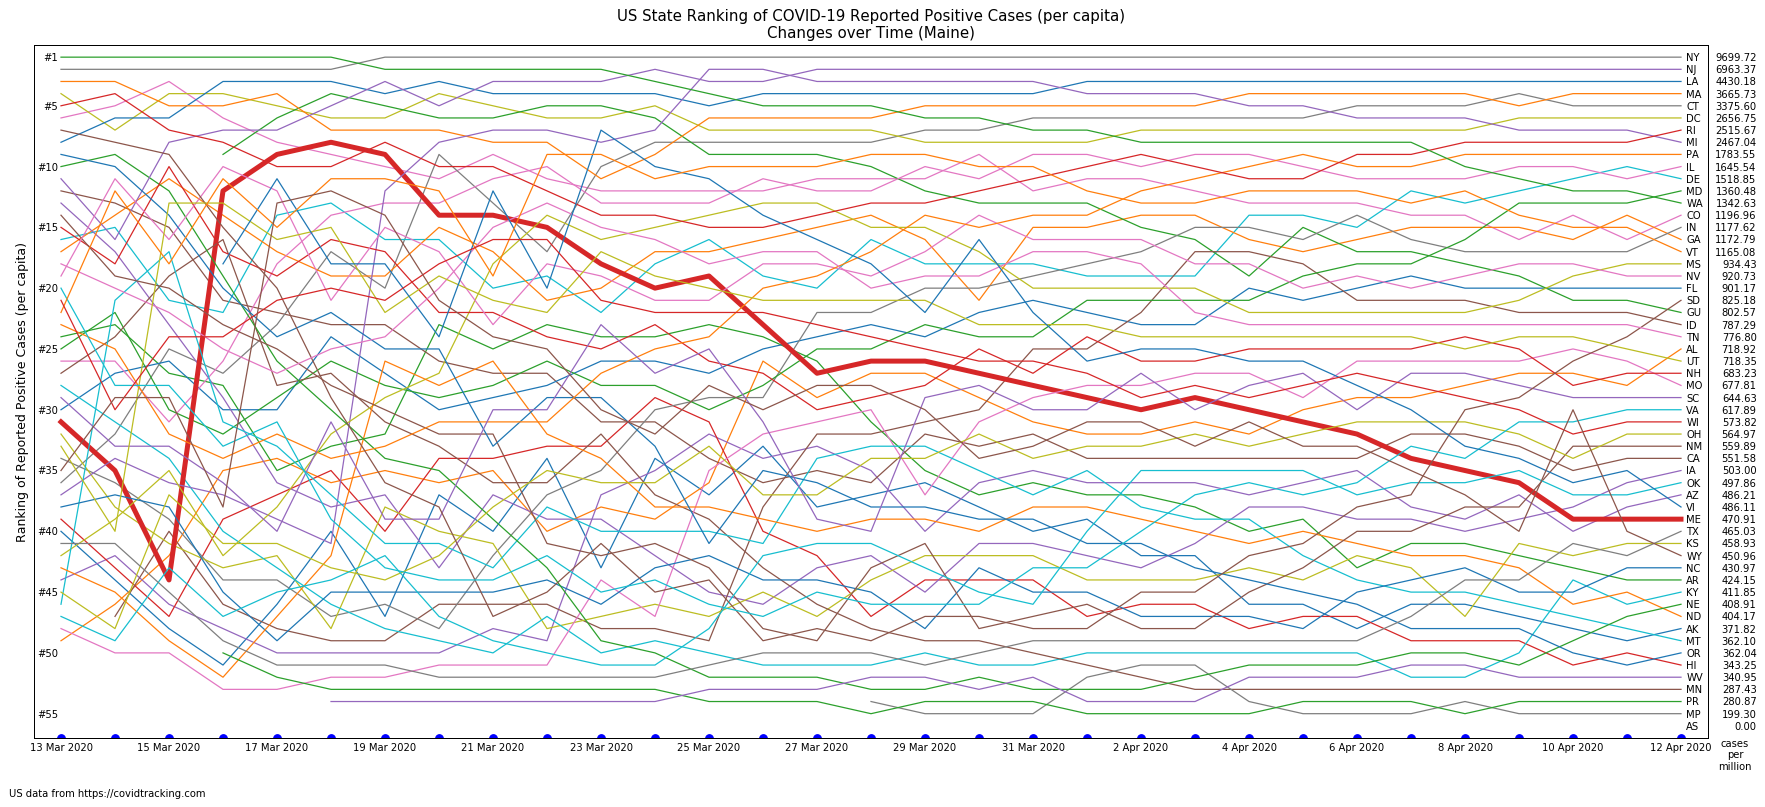 US State Ranking of COVID-19 Reported Positive Cases (per capita)
Changes over Time (Maine)
Ranking of Reported Positive Cases (per capita)
#1
#5
#10
#15
#20
#25
#30
#35
#40
#45
#50
#55
NY 9699.72
NJ 6963.37
LA 4430.18
MA 3665.73
CT 3375.60
DC 2656.75
RI 2515.67
MI 2467.04
PA 1783.55
IL 1645.54
DE 1518.85
MD 1360.48
WA 1342.63
CO 1196.96
IN 1177.62
GA 1172.79
VT 1165.08
MS 934.43
NV 920.73
FL 901.17
SD 825.18
GU 802.57
ID 787.29
TN 776.80
AL 718.92
UT 718.35
NH 683.23
MO 677.81
SC 644.63
VA 617.89
WI 573.82
OH 564.97
NM 559.89
CA 551.58
IA 503.00
OK 497.86
AZ 486.21
VI 486.11
ME 470.91
TX 465.03
KS 458.93
WY 450.96
NC 430.97
AR 424.15
KY 411.85
NE 408.91
ND 404.17
AK 371.82
MT 362.10
OR 362.04
HI 343.25
WV 340.95
MN 287.43
PR 280.87
MP 199.30
AS 0.00
13 Mar 2020 15 Mar 2020 17 Mar 2020 19 Mar 2020 21 Mar 2020 23 Mar 2020 25 Mar 2020 27 Mar 2020 29 Mar 2020 31 Mar 2020 2 Apr 2020 4 Apr 2020 6 Apr 2020 8 Apr 2020 10 Apr 2020 12 Apr 2020
cases
per
million
US data from https://covidtracking.com